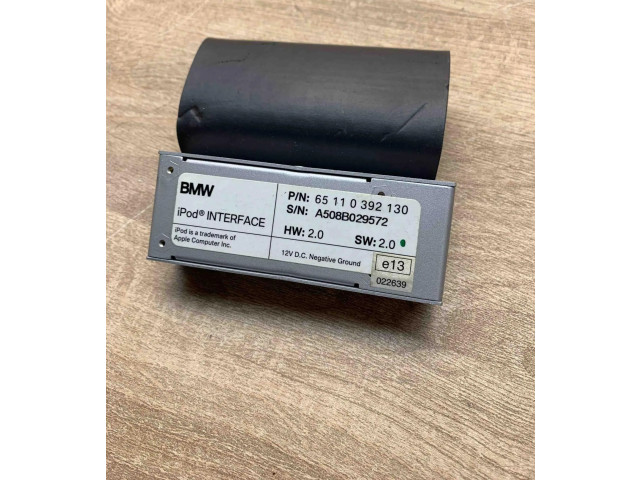 BMW
iPod® INTERFACE
iPod is a trademark of
Apple Computer Inc.
P/N: 65 11 0 392 130
S/N: A508B029572
HW: 2.0 SW: 2.0
12V D.C. Negative Ground
e13
022639